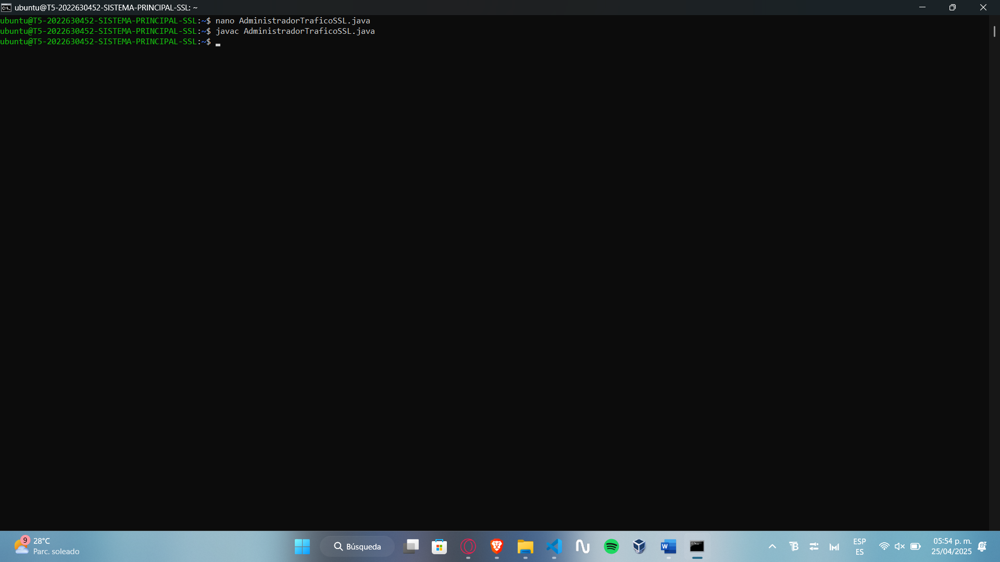 ubuntu@T5-2022630452-SISTEMA-PRINCIPAL-SSL: ~
ubuntu@T5-2022630452-SISTEMA-PRINCIPAL-SSL:~$ nano AdministradorTraficoSSL.java
ubuntu@T5-2022630452-SISTEMA-PRINCIPAL-SSL:~$ javac AdministradorTraficoSSL.java
ubuntu@T5-2022630452-SISTEMA-PRINCIPAL-SSL:~$
9
28°C
Parc. soleado
Búsqueda
ESP
ES
05:54 p. m.
25/04/2025